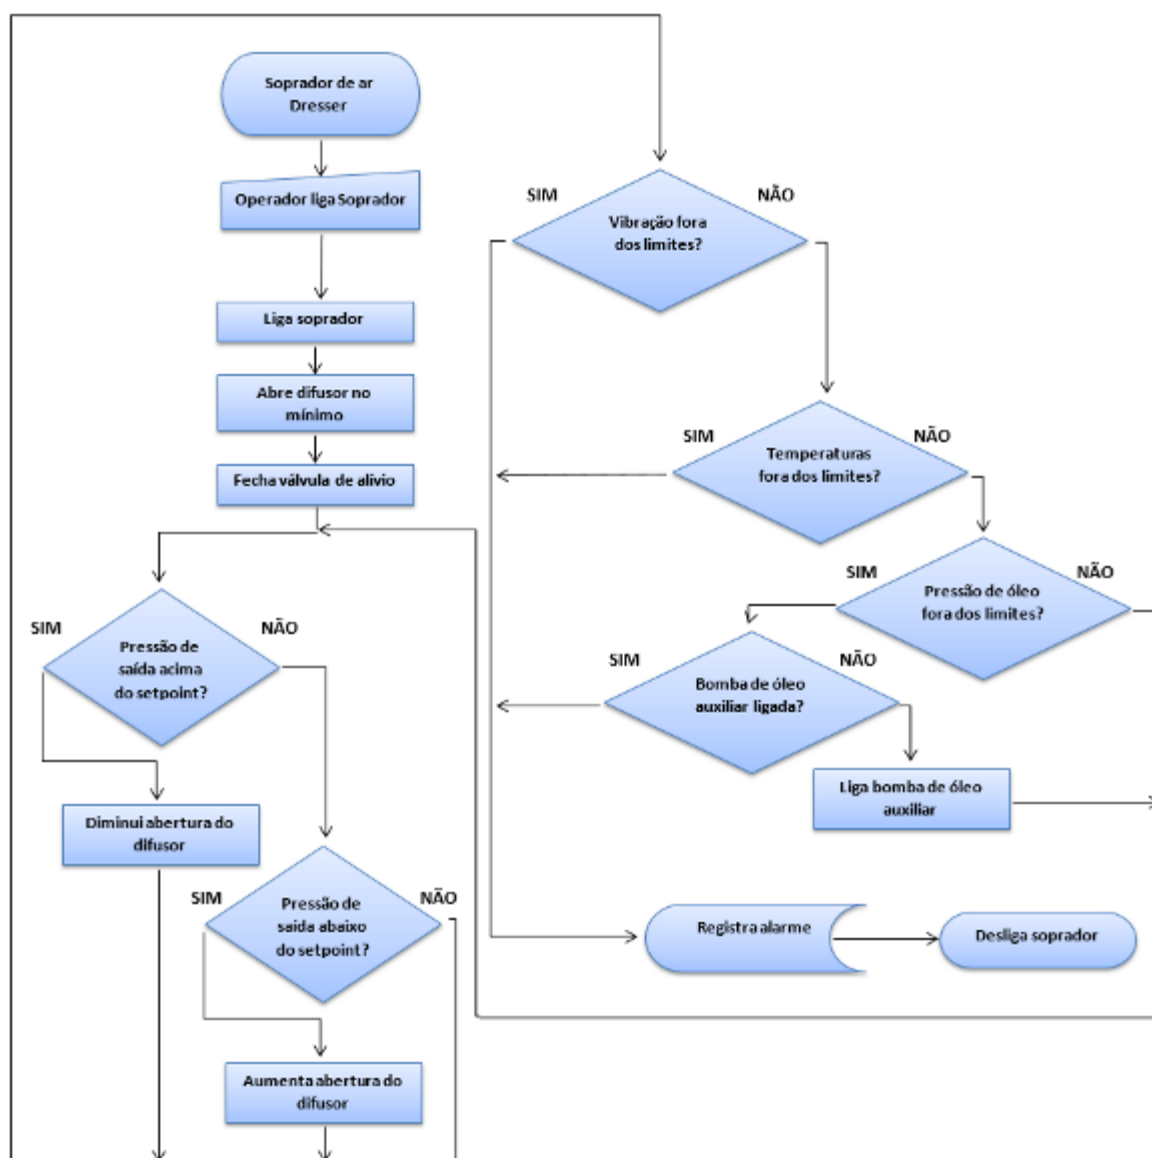 Soprador de ar
Dresser
Operador liga Soprador
Liga soprador
Abre difusor no
mínimo
Fecha válvula de alívio
SIM
NÃO
Pressão de
saída acima
do setpoint?
Diminui abertura do
difusor
SIM
NÃO
Pressão de
saída abaixo
do setpoint?
Aumenta abertura do
difusor
SIM
NÃO
Vibração fora
dos limites?
SIM
NÃO
Temperaturas
fora dos limites?
SIM
NÃO
Pressão de óleo
fora dos limites?
SIM
NÃO
Bomba de óleo
auxiliar ligada?
Liga bomba de óleo
auxiliar
Registra alarme
Desliga soprador